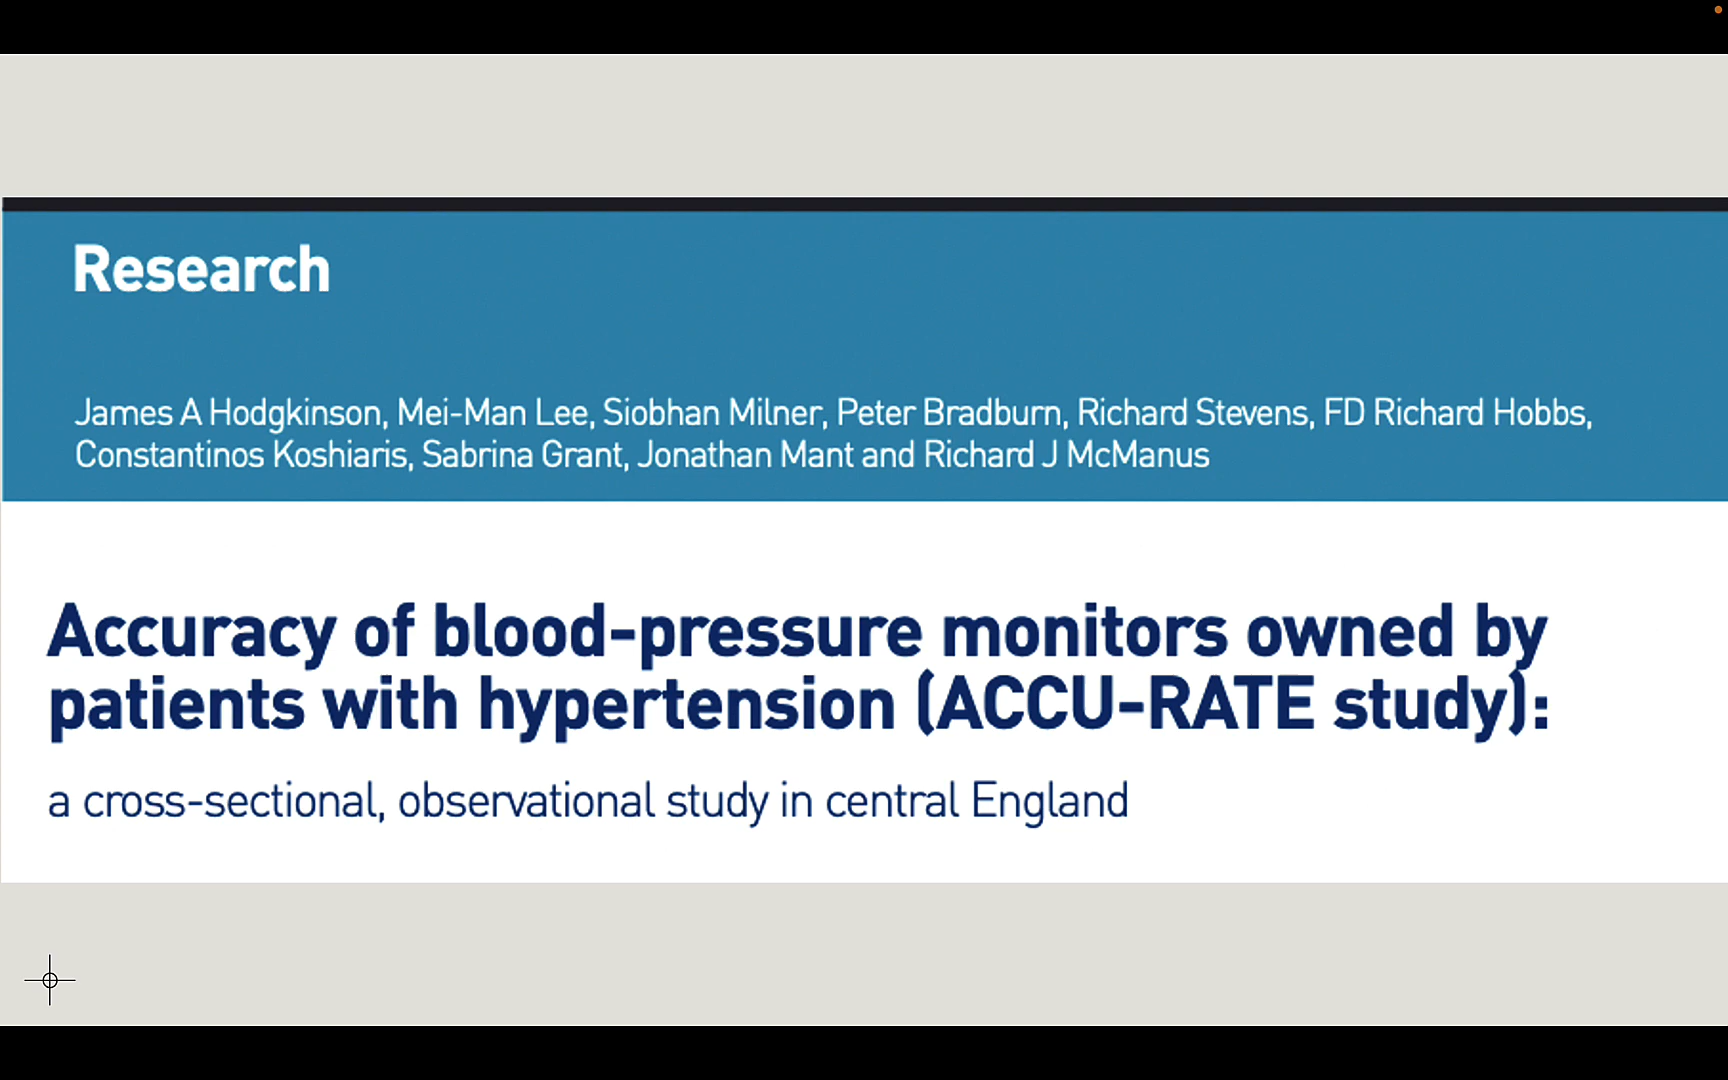 Research
James A Hodgkinson, Mei-Man Lee, Siobhan Milner, Peter Bradburn, Richard Stevens, FD Richard Hobbs,
Constantinos Koshiaris, Sabrina Grant, Jonathan Mant and Richard J McManus
Accuracy of blood-pressure monitors owned by
patients with hypertension (ACCU-RATE study):
a cross-sectional, observational study in central England